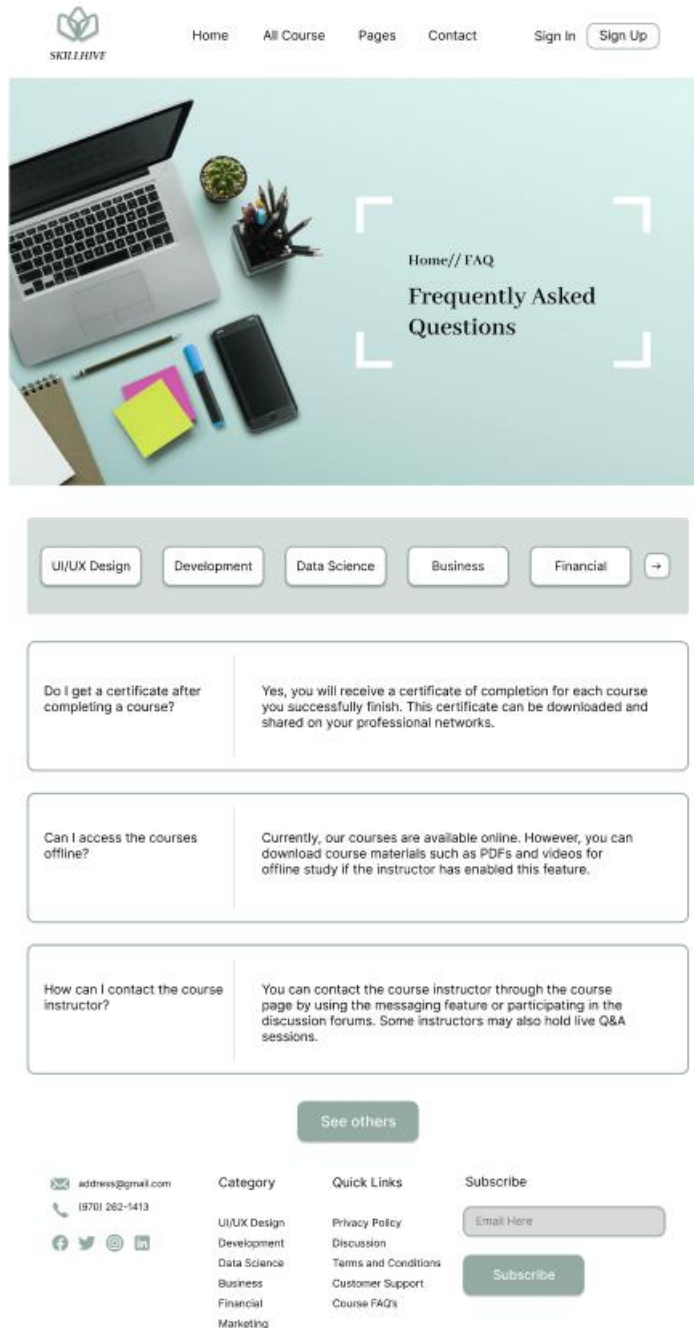 SKILLHIVE
Home
All Course
Pages
Contact
Sign In
Sign Up
Home// FAQ
Frequently Asked
Questions
UI/UX Design
Development
Data Science
Business
Financial
→
Do I get a certificate after
completing a course?
Yes, you will receive a certificate of completion for each course
you successfully finish. This certificate can be downloaded and
shared on your professional networks.
Can I access the courses
offline?
Currently, our courses are available online. However, you can
download course materials such as PDFs and videos for
offline study if the instructor has enabled this feature.
How can I contact the course
instructor?
You can contact the course instructor through the course
page by using the messaging feature or participating in the
discussion forums. Some instructors may also hold live Q&A
sessions.
See others
address@gmail.com
(970) 262-1413
Category
UI/UX Design
Development
Data Science
Business
Financial
Marketing
Quick Links
Privacy Policy
Discussion
Terms and Conditions
Customer Support
Course FAQ's
Subscribe
Email Here
Subscribe